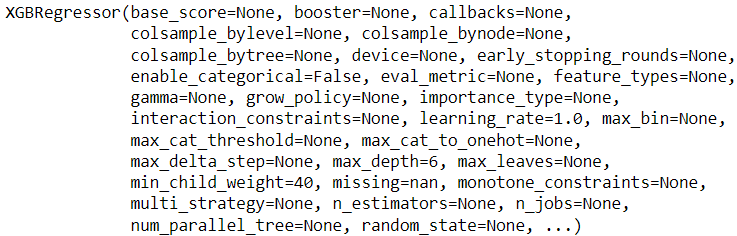 XGBRegressor(base_score=None, booster=None, callbacks=None,
colsample_bylevel=None, colsample_bynode=None,
colsample_bytree=None, device=None, early_stopping_rounds=None,
enable_categorical=False, eval_metric=None, feature_types=None,
gamma=None, grow_policy=None, importance_type=None,
interaction_constraints=None, learning_rate=1.0, max_bin=None,
max_cat_threshold=None, max_cat_to_onehot=None,
max_delta_step=None, max_depth=6, max_leaves=None,
min_child_weight=40, missing=nan, monotone_constraints=None,
multi_strategy=None, n_estimators=None, n_jobs=None,
num_parallel_tree=None, random_state=None, ...)